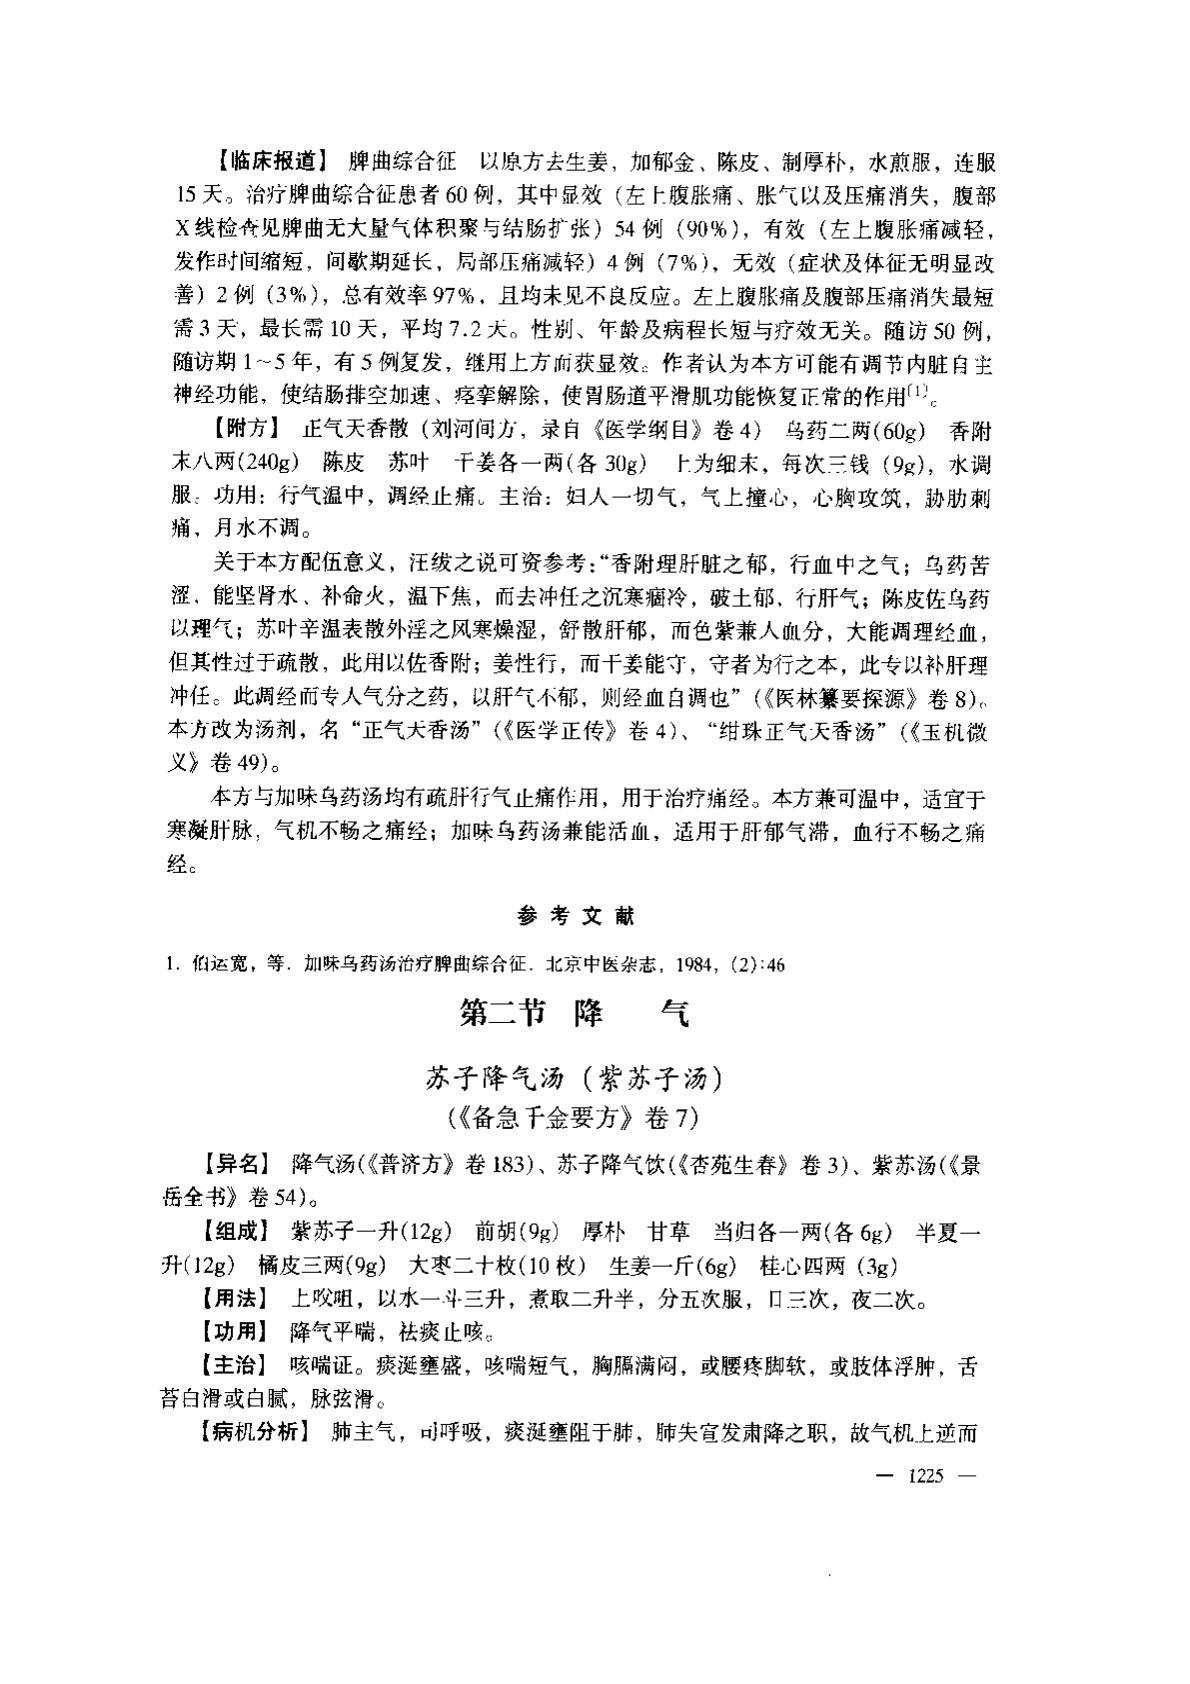 【临床报道】 脾曲综合征 以原方去生姜，加郁金、陈皮、制厚朴，水煎服，连服
15天。治疗脾曲综合征患者60例，其中显效（左上腹胀痛、胀气以及压痛消失，腹部
X线检查见脾曲无大量气体积聚与结肠扩张）54例（90%），有效（左上腹胀痛减轻，
发作时间缩短，间歇期延长，局部压痛减轻）4例（7%），无效（症状及体征无明显改
善）2例（3%），总有效率97%，且均未见不良反应。左上腹胀痛及腹部压痛消失最短
需3天，最长需10天，平均7.2天。性别、年龄及病程长短与疗效无关。随访50例，
随访期1~5年，有5例复发，继用上方而获显效。作者认为本方可能有调节内脏自主
神经功能，使结肠排空加速、痉挛解除，使胃肠道平滑肌功能恢复正常的作用〔1〕。
【附方】 正气天香散（刘河间方，录自《医学纲目》卷4） 乌药二两(60g) 香附
末八两(240g) 陈皮 苏叶 干姜各一两(各30g) 上为细末，每次三钱（9g)，水调
服。功用：行气温中，调经止痛。主治：妇人一切气，气上撞心，心胸攻筑，胁肋刺
痛，月水不调。
关于本方配伍意义，汪绂之说可资参考：“香附理肝脏之郁，行血中之气；乌药苦
涩、能坚肾水、补命火，温下焦，而去冲任之沉寒痼冷，破土郁、行肝气；陈皮佐乌药
以理气；苏叶辛温表散外淫之风寒燥湿，舒散肝郁，而色紫兼人血分，大能调理经血，
但其性过于疏散，此用以佐香附；姜性行，而干姜能守，守者为行之本，此专以补肝理
冲任。此调经而专人气分之药，以肝气不郁，则经血自调也”（《医林纂要探源》卷8)。
本方改为汤剂，名“正气天香汤”（《医学正传》卷4）、“绀珠正气天香汤”（《玉机微
义》卷49)。
本方与加味乌药汤均有疏肝行气止痛作用，用于治疗痛经。本方兼可温中，适宜于
寒凝肝脉，气机不畅之痛经；加味乌药汤兼能活血，适用于肝郁气滞，血行不畅之痛
经。
参考文献
1. 伯运宽，等．加味乌药汤治疗脾曲综合征．北京中医杂志，1984，(2):46
第二节 降 气
苏子降气汤（紫苏子汤）
（《备急千金要方》卷7）
【异名】 降气汤(《普济方》卷183)、苏子降气饮(《杏苑生春》卷3)、紫苏汤(《景
岳全书》卷54)。
【组成】 紫苏子一升(12g) 前胡(9g) 厚朴 甘草 当归各一两(各6g) 半夏一
升(12g) 橘皮三两(9g) 大枣二十枚(10枚) 生姜一斤(6g) 桂心四两（3g)
【用法】 上㕮咀，以水一斗三升，煮取二升半，分五次服，日三次，夜二次。
【功用】 降气平喘，祛痰止咳。
【主治】 咳喘证。痰涎壅盛，咳喘短气，胸膈满闷，或腰疼脚软，或肢体浮肿，舌
苔白滑或白腻，脉弦滑。
【病机分析】 肺主气，司呼吸，痰涎壅阻于肺，肺失宣发肃降之职，故气机上逆而
— 1225 —